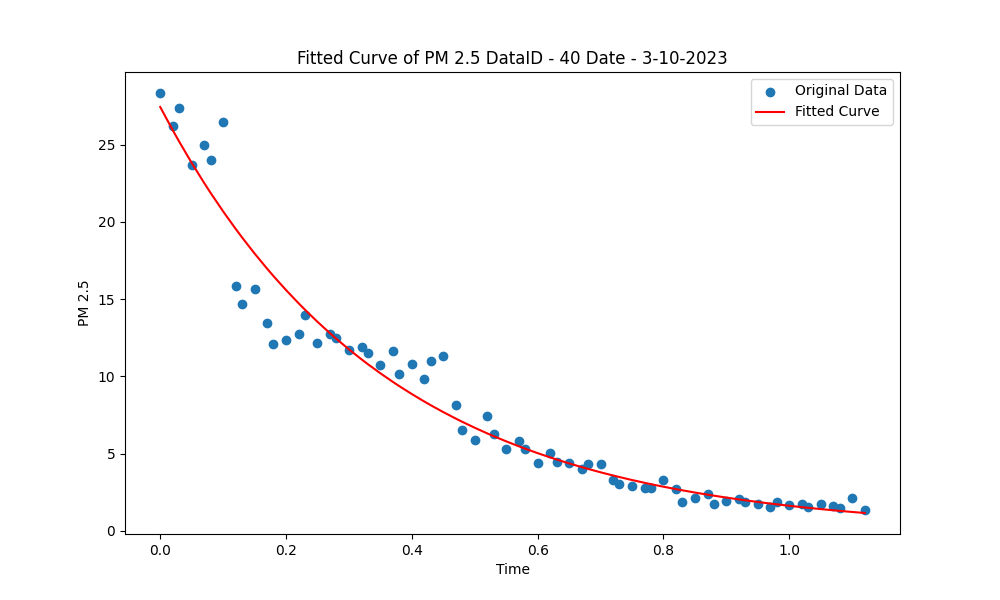 Fitted Curve of PM 2.5 DataID - 40 Date - 3-10-2023
Original Data
Fitted Curve
25
20
15
10
5
0
PM 2.5
0.0 0.2 0.4 0.6 0.8 1.0
Time